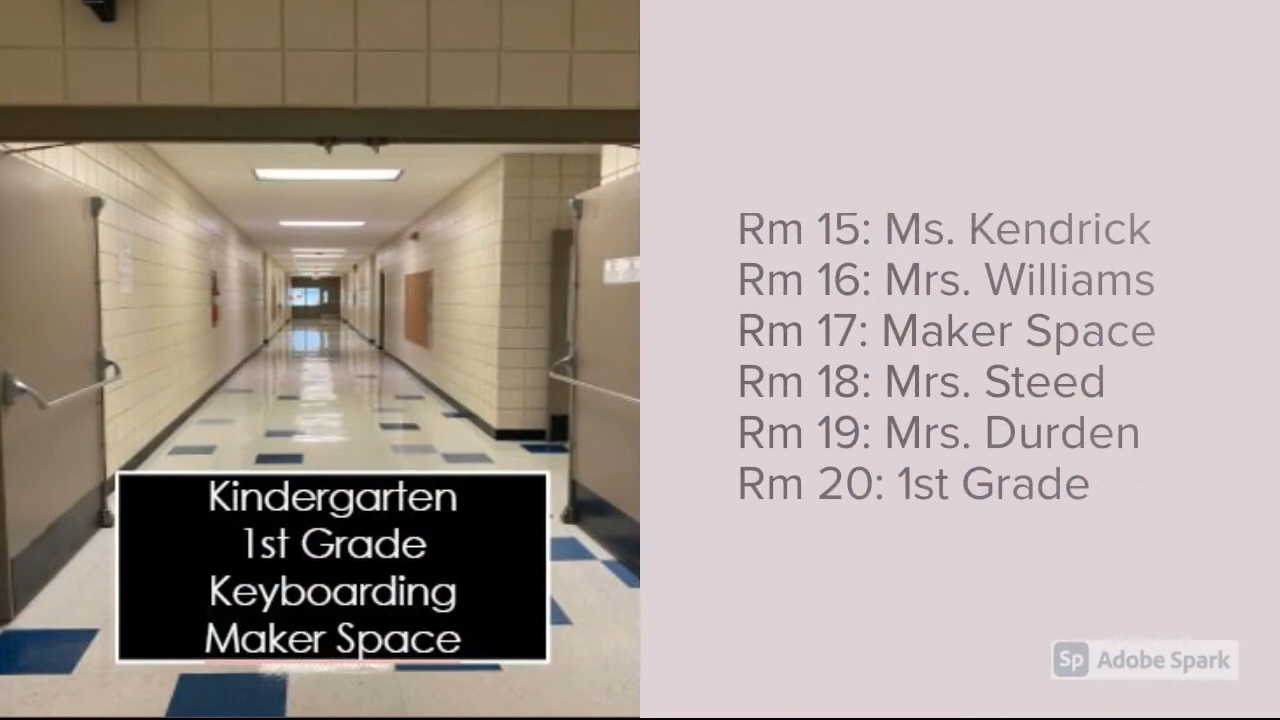 Kindergarten
1st Grade
Keyboarding
Maker Space
Rm 15: Ms. Kendrick
Rm 16: Mrs. Williams
Rm 17: Maker Space
Rm 18: Mrs. Steed
Rm 19: Mrs. Durden
Rm 20: 1st Grade
Sp Adobe Spark